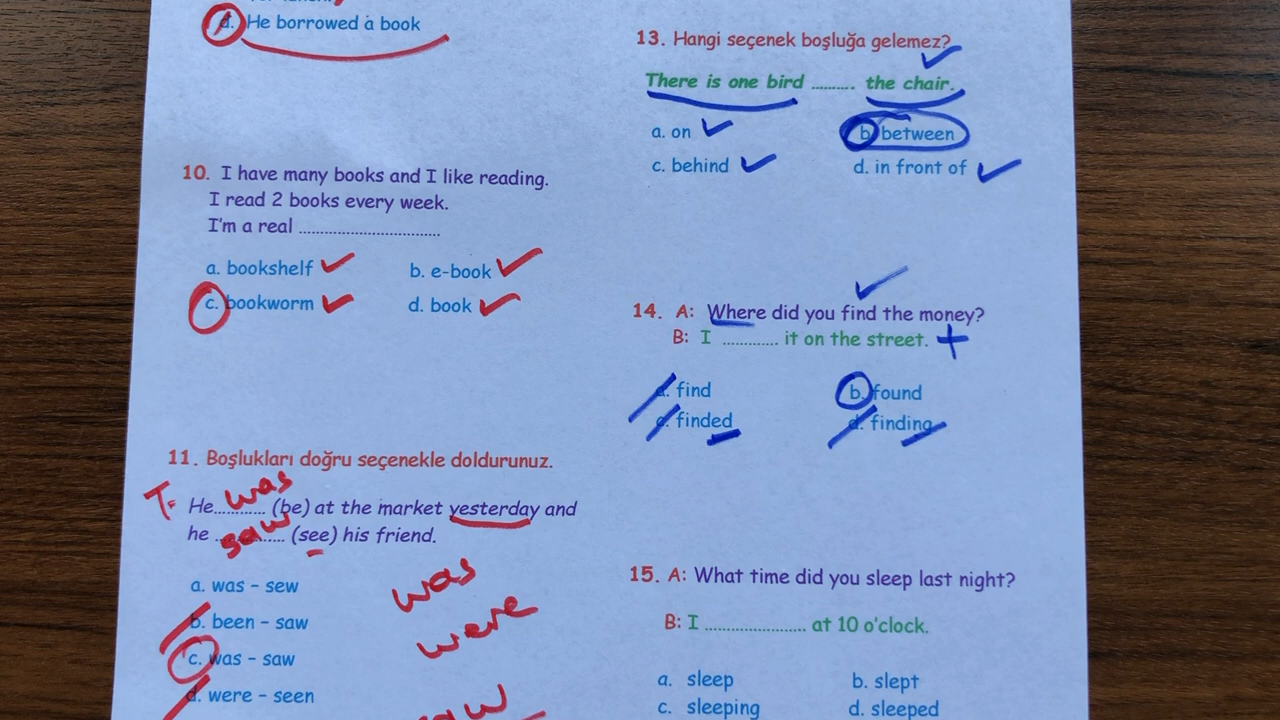 d. He borrowed a book
10. I have many books and I like reading.
I read 2 books every week.
I'm a real ................................
a. bookshelf b. e-book
c. bookworm d. book
11. Boşlukları doğru seçenekle doldurunuz.
He............ (be) at the market yesterday and
was
he ................ (see) his friend.
saw
a. was – sew
b. been – saw
c. was – saw
d. were – seen
was
were
13. Hangi seçenek boşluğa gelemez?
There is one bird .......... the chair.
a. on b. between
c. behind d. in front of
14. A: Where did you find the money?
B: I ............. it on the street. +
a. find b. found
c. finded d. finding
15. A: What time did you sleep last night?
B: I ........................ at 10 o'clock.
a. sleep b. slept
c. sleeping d. sleeped